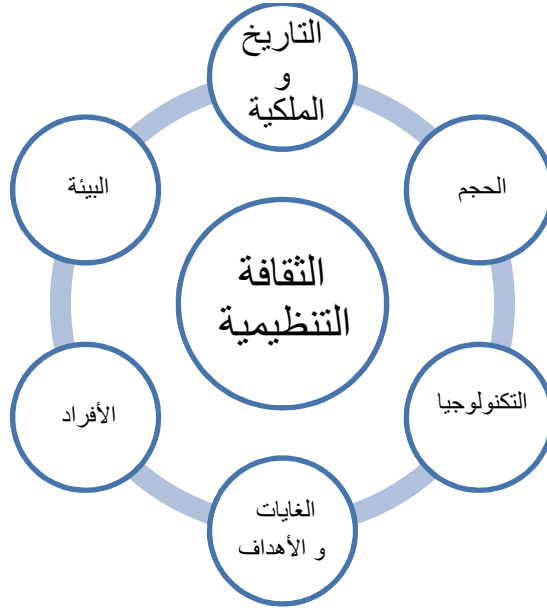 التاريخ
و
الملكية
الحجم
التكنولوجيا
الغايات
و الأهداف
الأفراد
البيئة
الثقافة
التنظيمية